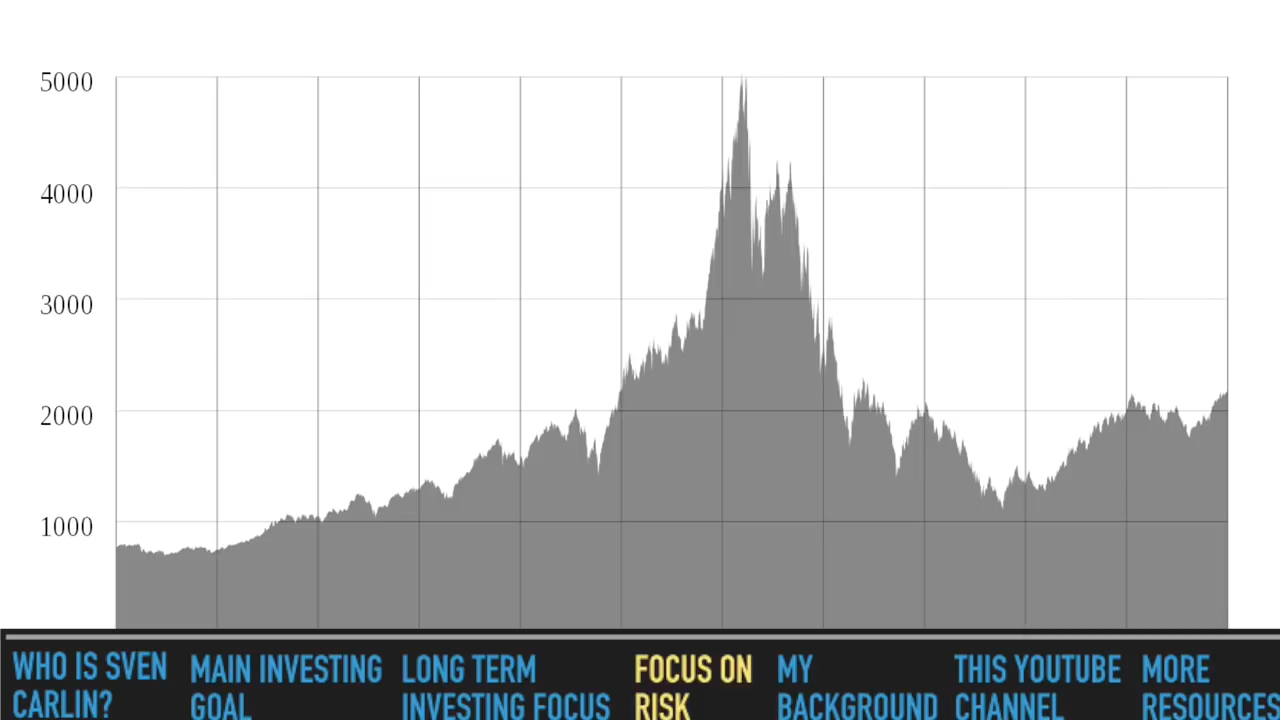 5000
4000
3000
2000
1000
WHO IS SVEN
CARLIN?
MAIN INVESTING
GOAL
LONG TERM
INVESTING FOCUS
FOCUS ON
RISK
MY
BACKGROUND
THIS YOUTUBE
CHANNEL
MORE
RESOURCES